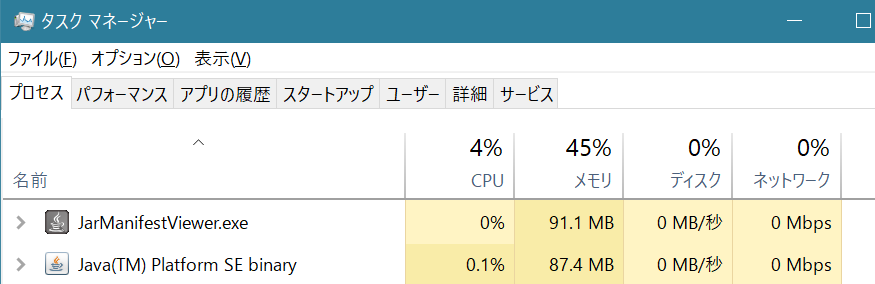 タスク マネージャー
ファイル(F) オプション(O) 表示(V)
プロセス パフォーマンス アプリの履歴 スタートアップ ユーザー 詳細 サービス
4% 45% 0% 0%
名前 CPU メモリ ディスク ネットワーク
JarManifestViewer.exe 0% 91.1 MB 0 MB/秒 0 Mbps
Java(TM) Platform SE binary 0.1% 87.4 MB 0 MB/秒 0 Mbps